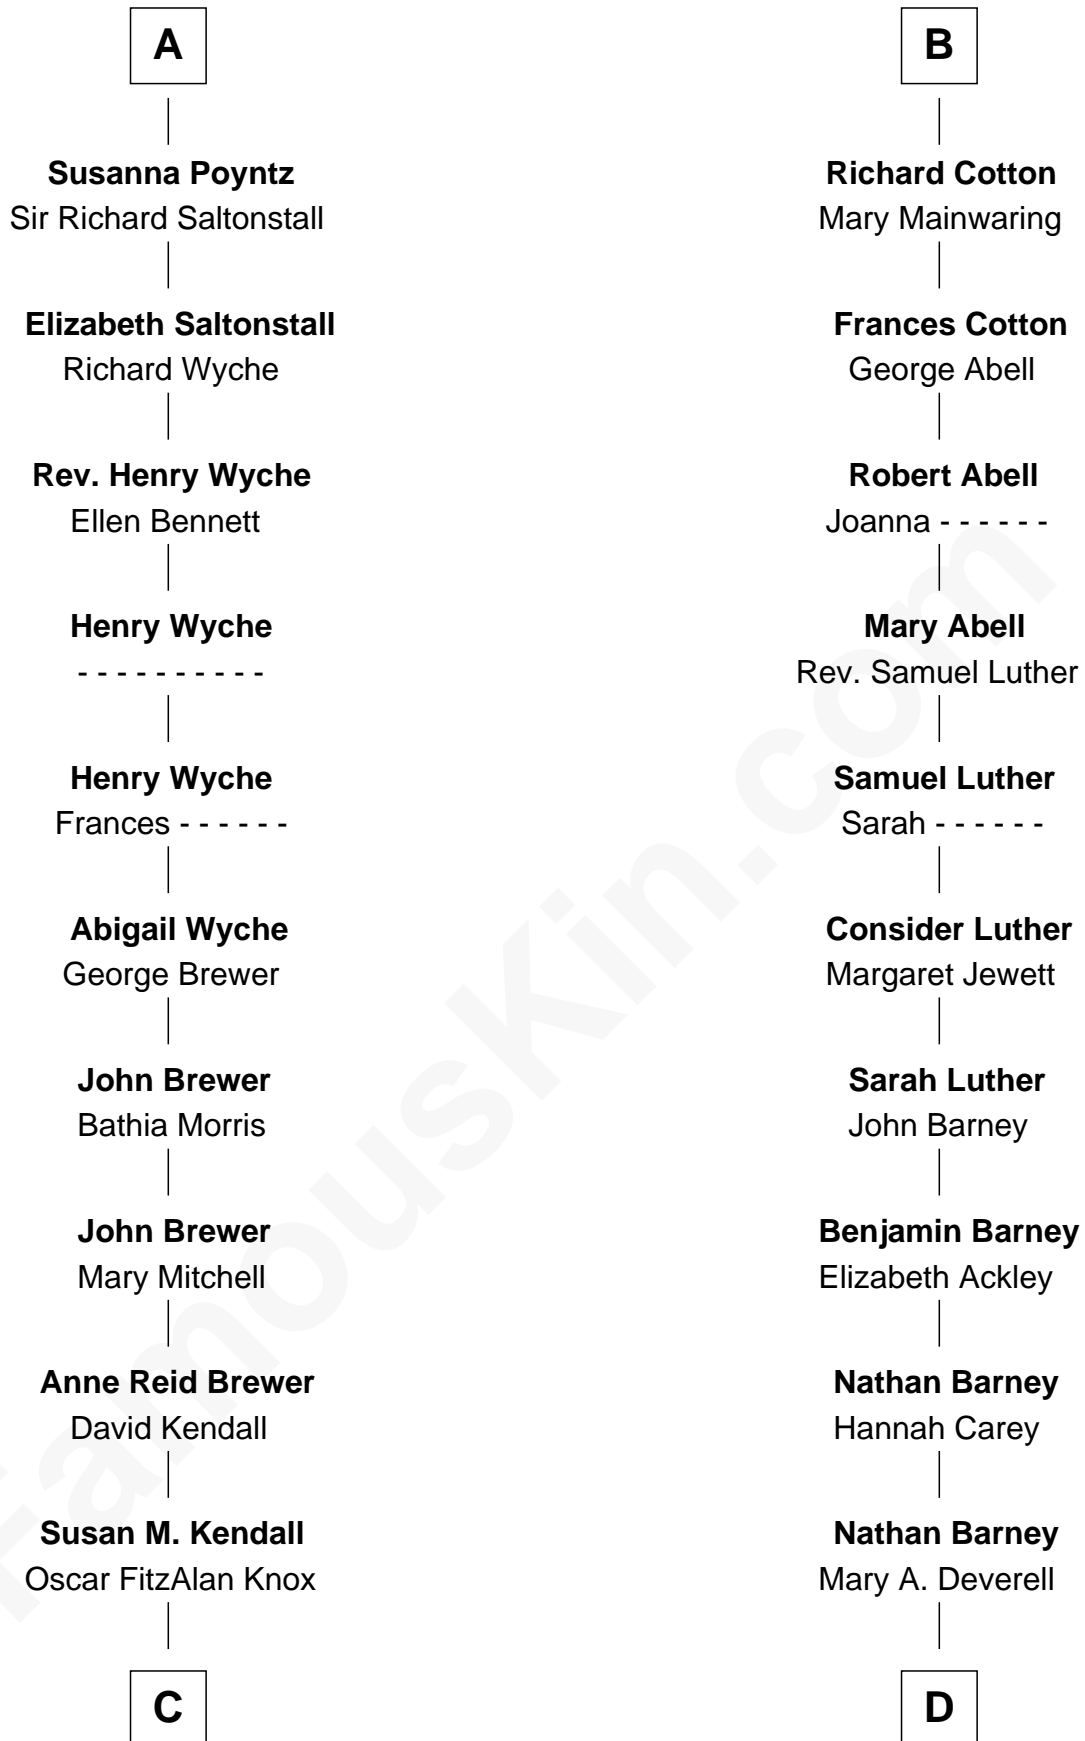 A
Susanna Poyntz
Sir Richard Saltonstall
Elizabeth Saltonstall
Richard Wyche
Rev. Henry Wyche
Ellen Bennett
Henry Wyche
- - - - - - - - - -
Henry Wyche
Frances - - - - - -
Abigail Wyche
George Brewer
John Brewer
Bathia Morris
John Brewer
Mary Mitchell
Anne Reid Brewer
David Kendall
Susan M. Kendall
Oscar FitzAlan Knox
C
B
Richard Cotton
Mary Mainwaring
Frances Cotton
George Abell
Robert Abell
Joanna - - - - - -
Mary Abell
Rev. Samuel Luther
Samuel Luther
Sarah - - - - - -
Consider Luther
Margaret Jewett
Sarah Luther
John Barney
Benjamin Barney
Elizabeth Ackley
Nathan Barney
Hannah Carey
Nathan Barney
Mary A. Deverell
D
FamousKin.com